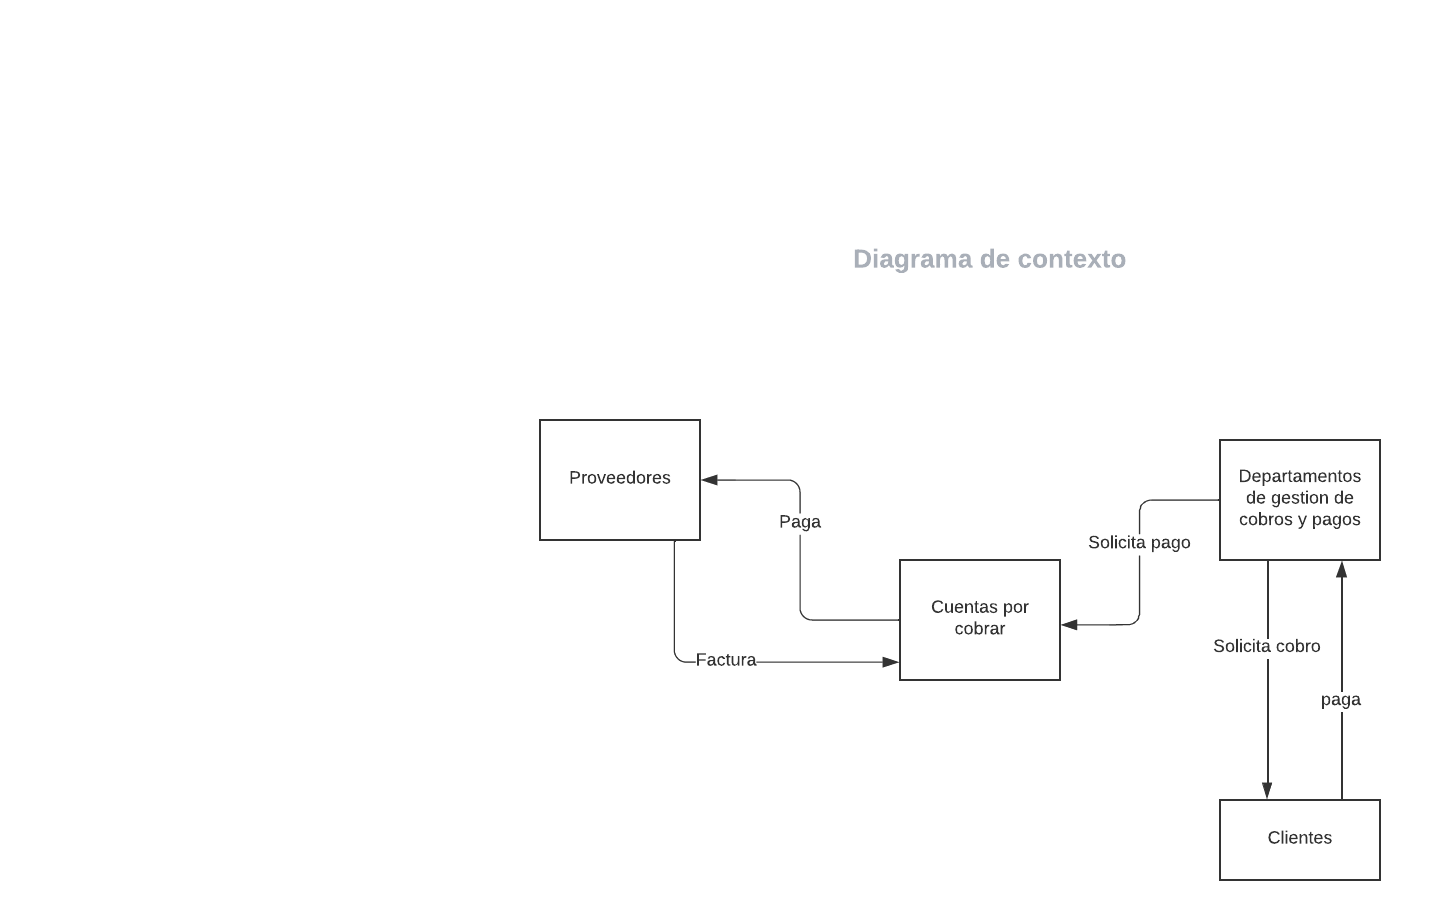 Diagrama de contexto
Proveedores
Departamentos
de gestion de
cobros y pagos
Paga
Solicita pago
Cuentas por
cobrar
Factura
Solicita cobro
paga
Clientes